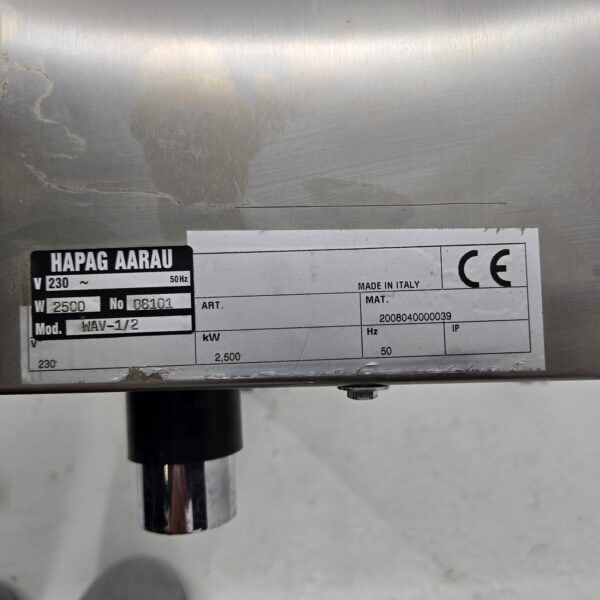 HAPAG AARAU
V 230 ~ 50Hz
W 2500 No 08101
Mod. WAV-1/2
V
230
ART.
kW
2,500
MADE IN ITALY
MAT.
2008040000039
Hz
50
IP
CE